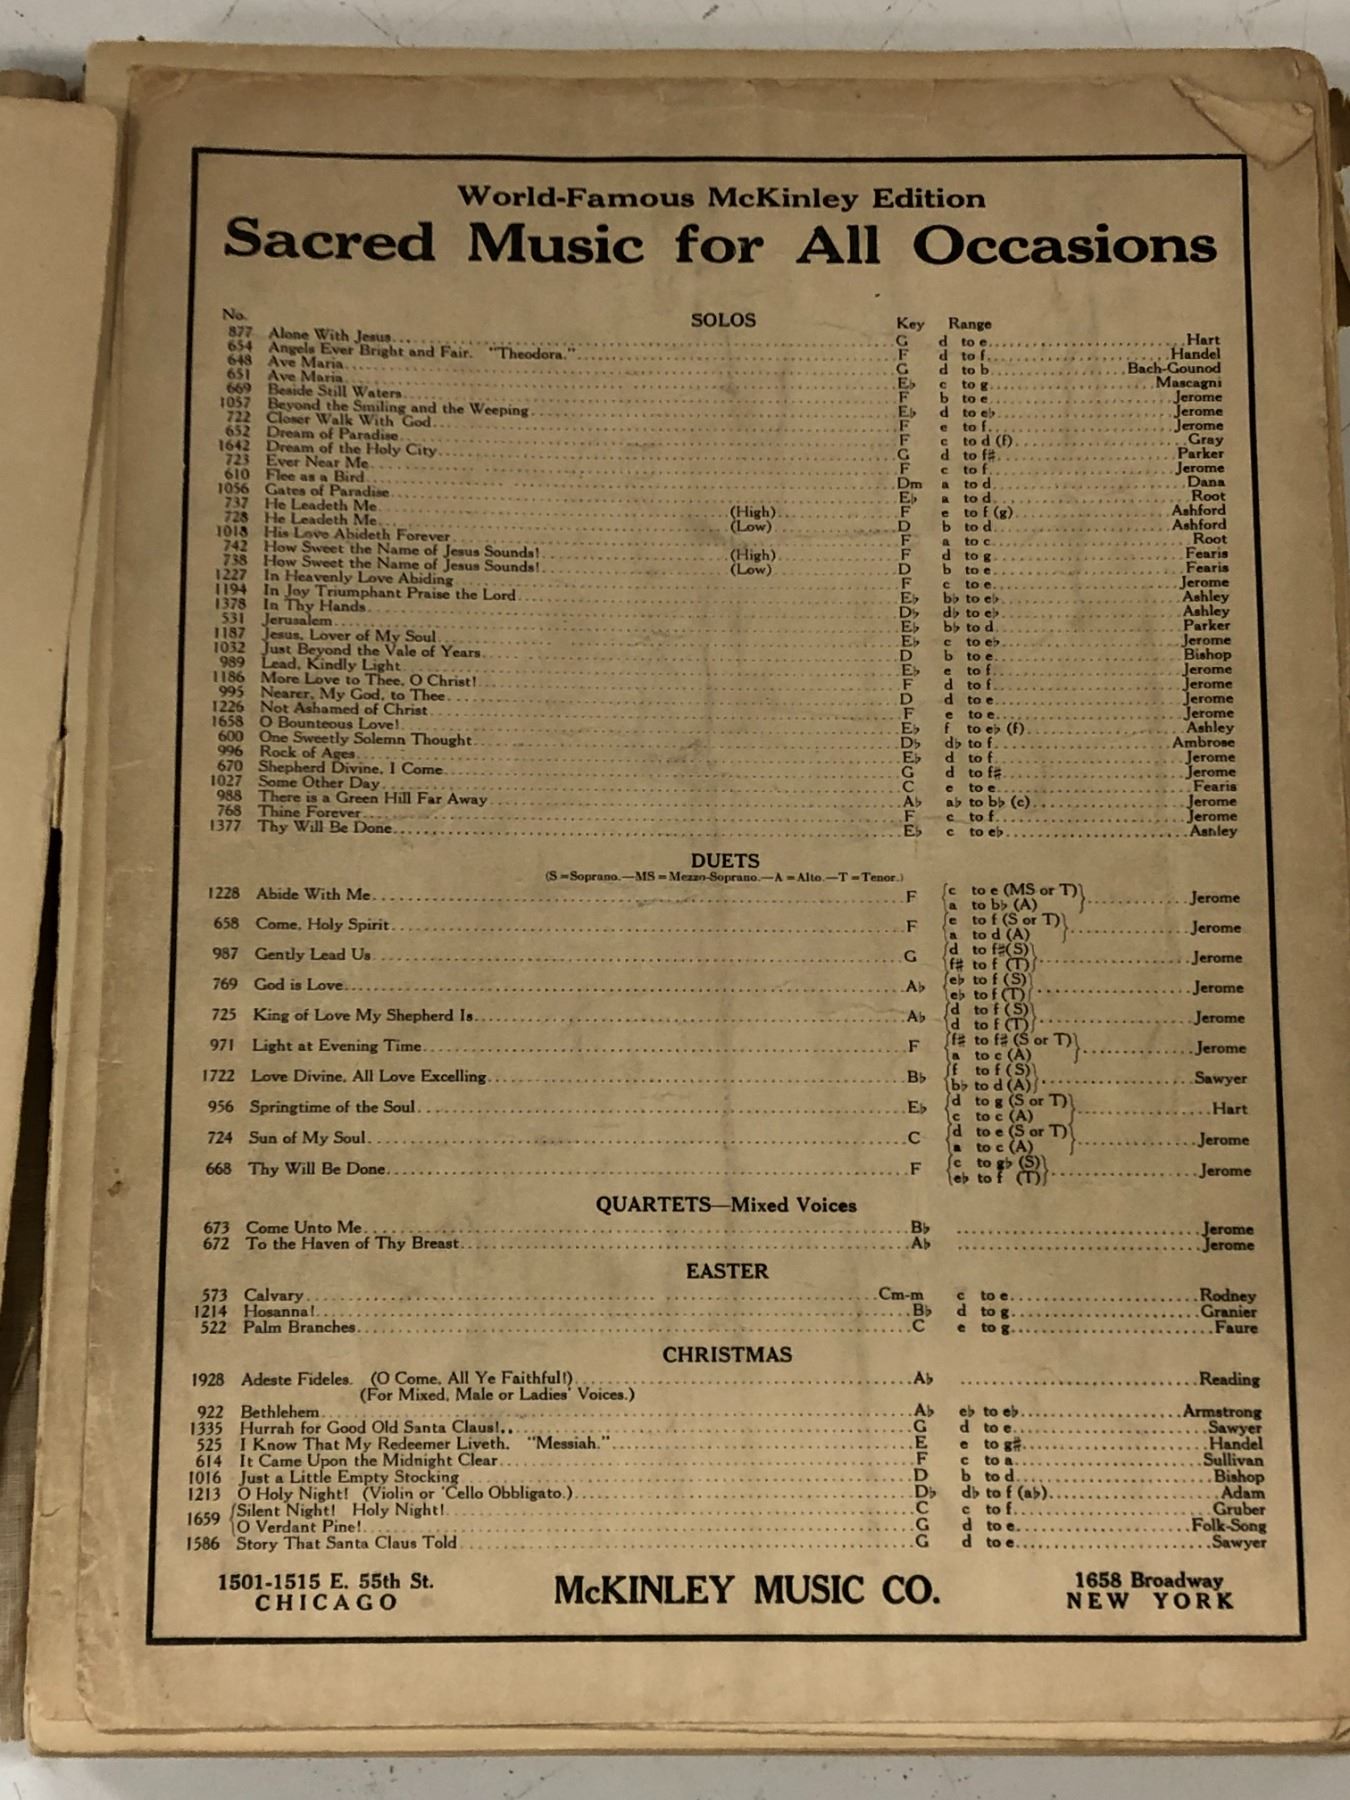 World-Famous McKinley Edition
Sacred Music for All Occasions
SOLOS
No. Key Range
877 Alone With Jesus G d to e Hart
654 Angels Ever Bright and Fair. "Theodora." F d to f Handel
648 Ave Maria G d to b Bach-Gounod
651 Ave Maria E♭ c to g Mascagni
669 Beside Still Waters F b to e Jerome
1057 Beyond the Smiling and the Weeping E♭ d to e♭ Jerome
722 Closer Walk With God F e to f Jerome
652 Dream of Paradise F c to d (f) Gray
1642 Dream of the Holy City G d to f# Parker
723 Ever Near Me F c to f Jerome
610 Flee as a Bird Dm a to d Dana
1056 Gates of Paradise E♭ a to d Root
737 He Leadeth Me (High) F e to f (g) Ashford
728 He Leadeth Me (Low) D b to d Ashford
1018 His Love Abideth Forever F a to c Root
742 How Sweet the Name of Jesus Sounds! (High) F d to g Fearis
738 How Sweet the Name of Jesus Sounds! (Low) D b to e Fearis
1227 In Heavenly Love Abiding F c to e Jerome
1194 In Joy Triumphant Praise the Lord E♭ b♭ to e♭ Ashley
1378 In Thy Hands D♭ d♭ to e♭ Ashley
531 Jerusalem E♭ b♭ to d Parker
1187 Jesus, Lover of My Soul E♭ c to e♭ Jerome
1032 Just Beyond the Vale of Years D b to e Bishop
989 Lead, Kindly Light E♭ e to f Jerome
1186 More Love to Thee, O Christ! F d to f Jerome
995 Nearer, My God, to Thee D d to e Jerome
1226 Not Ashamed of Christ F e to e Jerome
1658 O Bounteous Love! E♭ f to e♭ (f) Ashley
600 One Sweetly Solemn Thought D♭ d♭ to f Ambrose
996 Rock of Ages E♭ d to f Jerome
670 Shepherd Divine, I Come G d to f# Jerome
1027 Some Other Day C e to e Fearis
988 There is a Green Hill Far Away A♭ a♭ to b♭ (c) Jerome
768 Thine Forever F c to f Jerome
1377 Thy Will Be Done E♭ c to e♭ Ashley
DUETS
(S=Soprano.—MS=Mezzo-Soprano.—A=Alto.—T=Tenor.)
1228 Abide With Me F c to e (MS or T) Jerome
a to b♭ (A)
658 Come, Holy Spirit F e to f (S or T) Jerome
a to d (A)
987 Gently Lead Us G d to f# (S) Jerome
f# to f (T)
769 God is Love A♭ e♭ to f (S) Jerome
e♭ to f (T)
725 King of Love My Shepherd Is A♭ d to f (S) Jerome
d to f (T)
971 Light at Evening Time F f# to f# (S or T) Jerome
a to c (A)
1722 Love Divine, All Love Excelling B♭ f to f (S) Sawyer
b♭ to d (A)
956 Springtime of the Soul E♭ d to g (S or T) Hart
c to c (A)
724 Sun of My Soul C d to e (S or T) Jerome
a to c (A)
668 Thy Will Be Done F c to g♭ (S) Jerome
e♭ to f (T)
QUARTETS—Mixed Voices
673 Come Unto Me B♭ Jerome
672 To the Haven of Thy Breast A♭ Jerome
EASTER
573 Calvary Cm-m c to e Rodney
1214 Hosanna! B♭ d to g Granier
522 Palm Branches C e to g Faure
CHRISTMAS
1928 Adeste Fideles. (O Come, All Ye Faithful!) A♭ Reading
(For Mixed, Male or Ladies' Voices.)
922 Bethlehem A♭ e♭ to e♭ Armstrong
1335 Hurrah for Good Old Santa Claus! G d to e Sawyer
525 I Know That My Redeemer Liveth. "Messiah." E e to g# Handel
614 It Came Upon the Midnight Clear F c to a Sullivan
1016 Just a Little Empty Stocking D b to d Bishop
1213 O Holy Night! (Violin or 'Cello Obbligato.) D♭ d♭ to f (a♭) Adam
1659 Silent Night! Holy Night! C c to f Gruber
O Verdant Pine! G d to e Folk-Song
1586 Story That Santa Claus Told G d to e Sawyer
1501-1515 E. 55th St. McKINLEY MUSIC CO. 1658 Broadway
CHICAGO NEW YORK